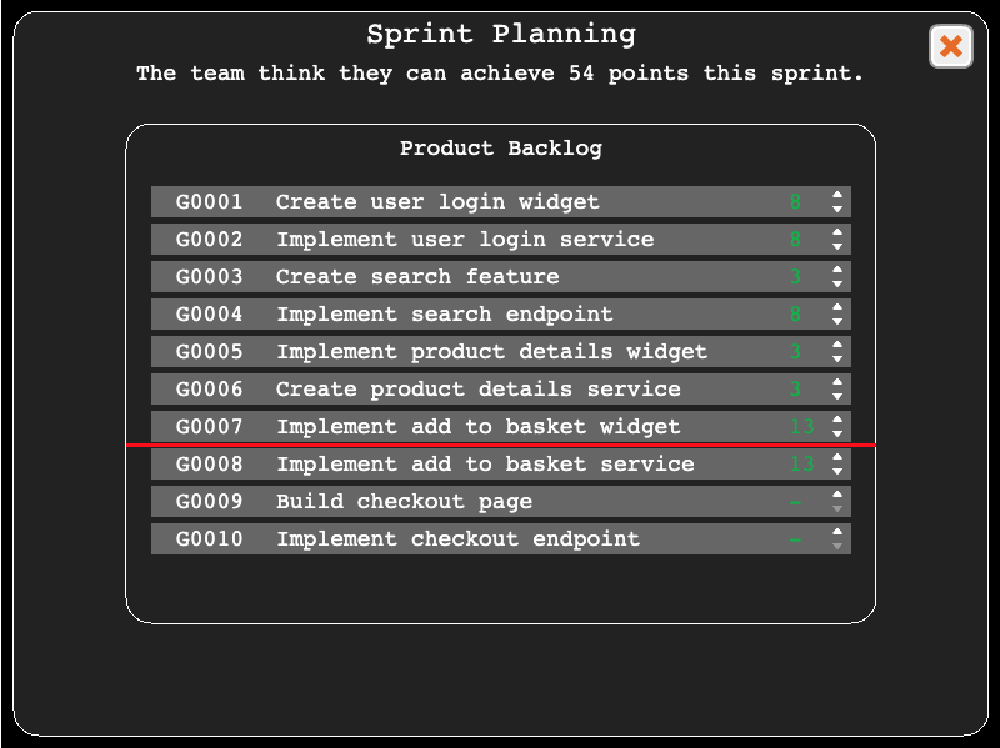 Sprint Planning
The team think they can achieve 54 points this sprint.
Product Backlog
G0001 Create user login widget 8
G0002 Implement user login service 8
G0003 Create search feature 3
G0004 Implement search endpoint 8
G0005 Implement product details widget 3
G0006 Create product details service 3
G0007 Implement add to basket widget 13
G0008 Implement add to basket service 13
G0009 Build checkout page -
G0010 Implement checkout endpoint -